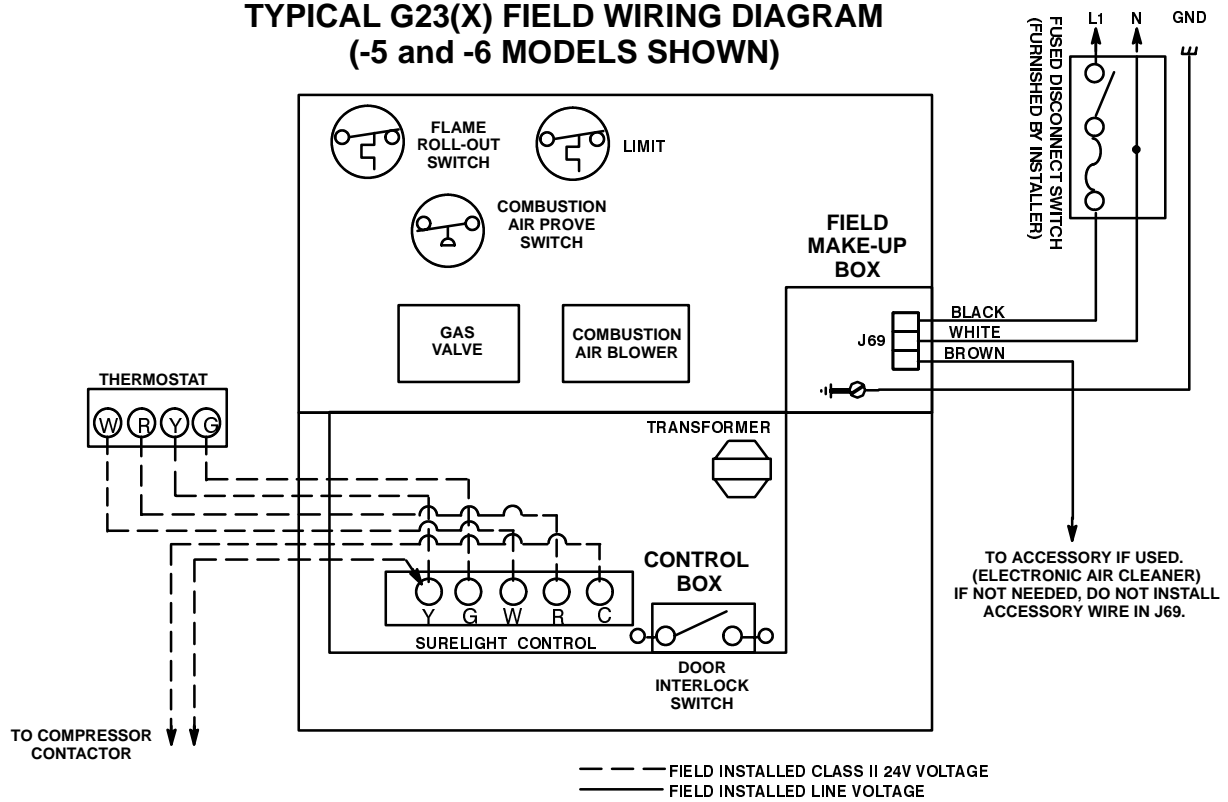 TYPICAL G23(X) FIELD WIRING DIAGRAM
(-5 and -6 MODELS SHOWN)
L1
N
GND
FUSED DISCONNECT SWITCH
(FURNISHED BY INSTALLER)
FLAME
ROLL-OUT
SWITCH
LIMIT
COMBUSTION
AIR PROVE
SWITCH
FIELD
MAKE-UP
BOX
GAS
VALVE
COMBUSTION
AIR BLOWER
J69
BLACK
WHITE
BROWN
THERMOSTAT
W R Y G
TRANSFORMER
CONTROL
BOX
Y G W R C
SURELIGHT CONTROL
DOOR
INTERLOCK
SWITCH
TO ACCESSORY IF USED.
(ELECTRONIC AIR CLEANER)
IF NOT NEEDED, DO NOT INSTALL
ACCESSORY WIRE IN J69.
TO COMPRESSOR
CONTACTOR
FIELD INSTALLED CLASS II 24V VOLTAGE
FIELD INSTALLED LINE VOLTAGE